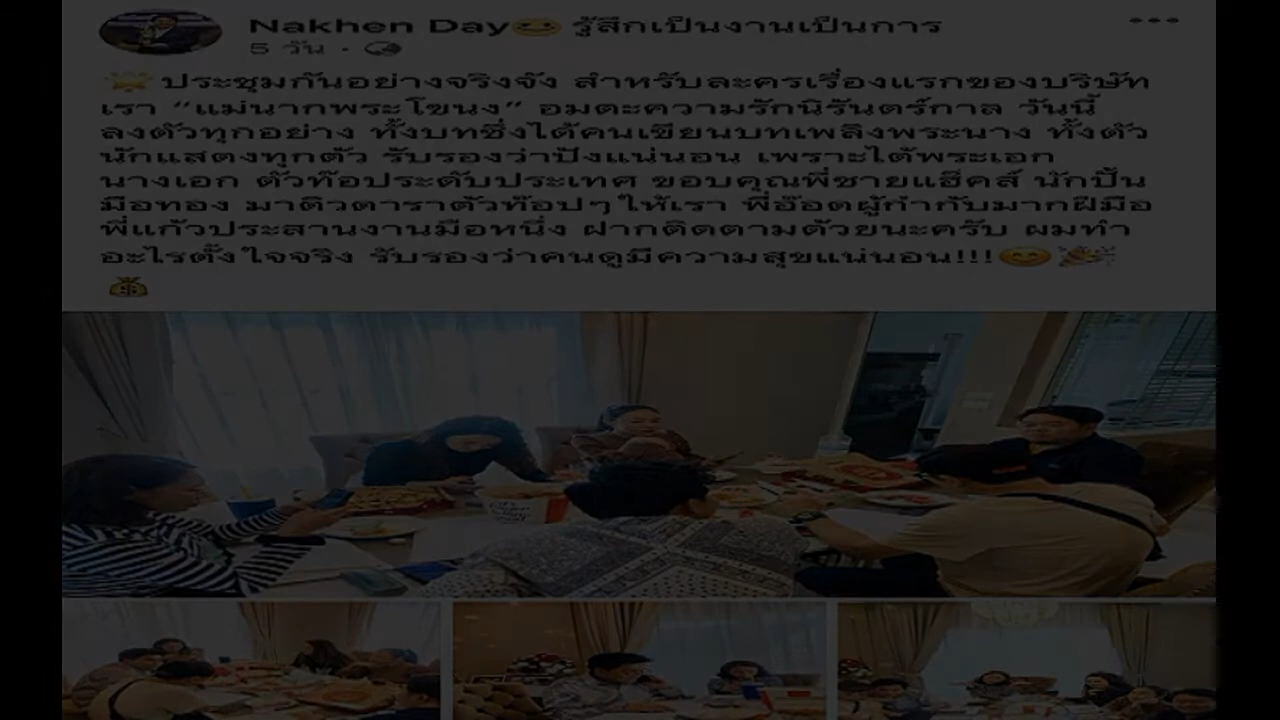 Nakhen Day😄 รู้สึกเป็นงานเป็นการ
5 วัน ·
🌟 ประชุมกันอย่างจริงจัง สำหรับละครเรื่องแรกของบริษัท
เรา “แม่นากพระโขนง” อมตะความรักนิรันดร์กาล วันนี้
ลงตัวทุกอย่าง ทั้งบทซึ่งได้คนเขียนบทเพลิงพระนาง ทั้งตัว
นักแสดงทุกตัว รับรองว่าปังแน่นอน เพราะได้พระเอก
นางเอก ตัวท๊อประดับประเทศ ขอบคุณพี่ชายแฮ็คส์ นักปั้น
มือทอง มาติวดาราตัวท๊อปๆให้เรา พี่อ๊อดผู้กำกับมากฝีมือ
พี่แก้วประสานงานมือหนึ่ง ฝากติดตามด้วยนะครับ ผมทำ
อะไรตั้งใจจริง รับรองว่าคนดูมีความสุขแน่นอน!!!😊🎉
💰